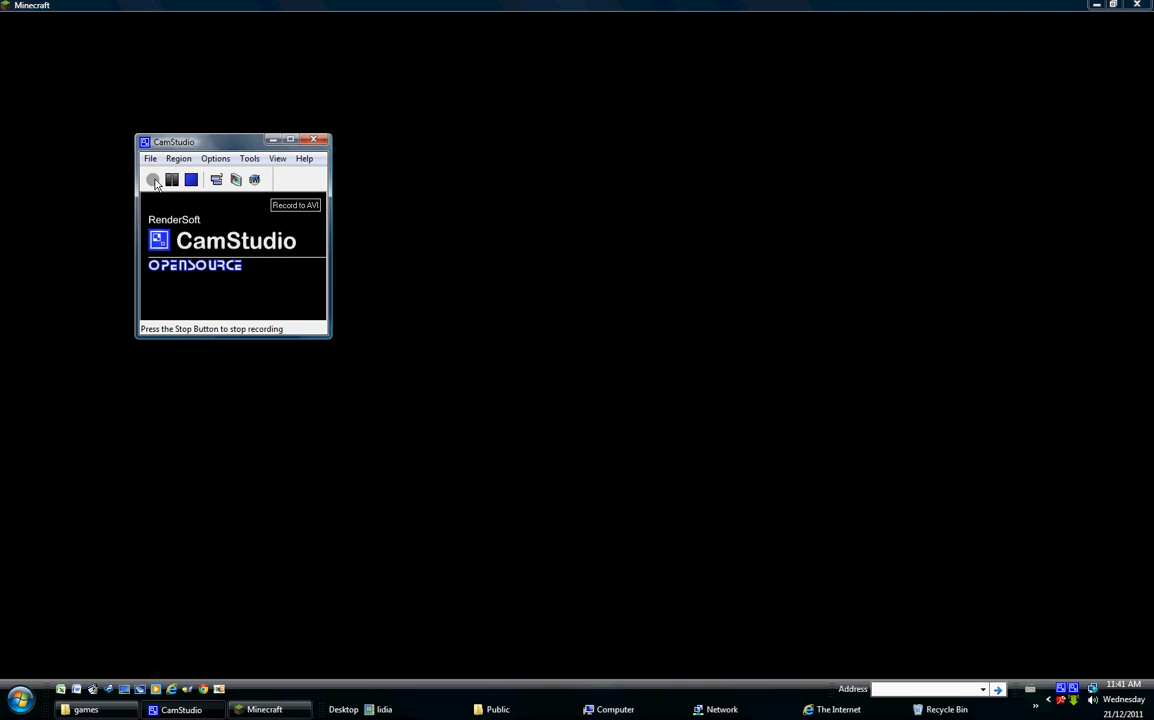 Minecraft
CamStudio
File Region Options Tools View Help
Record to AVI
RenderSoft
CamStudio
OPENSOURCE
Press the Stop Button to stop recording
Address
11:41 AM
Wednesday
21/12/2011
games CamStudio Minecraft Desktop lidia Public Computer Network The Internet Recycle Bin